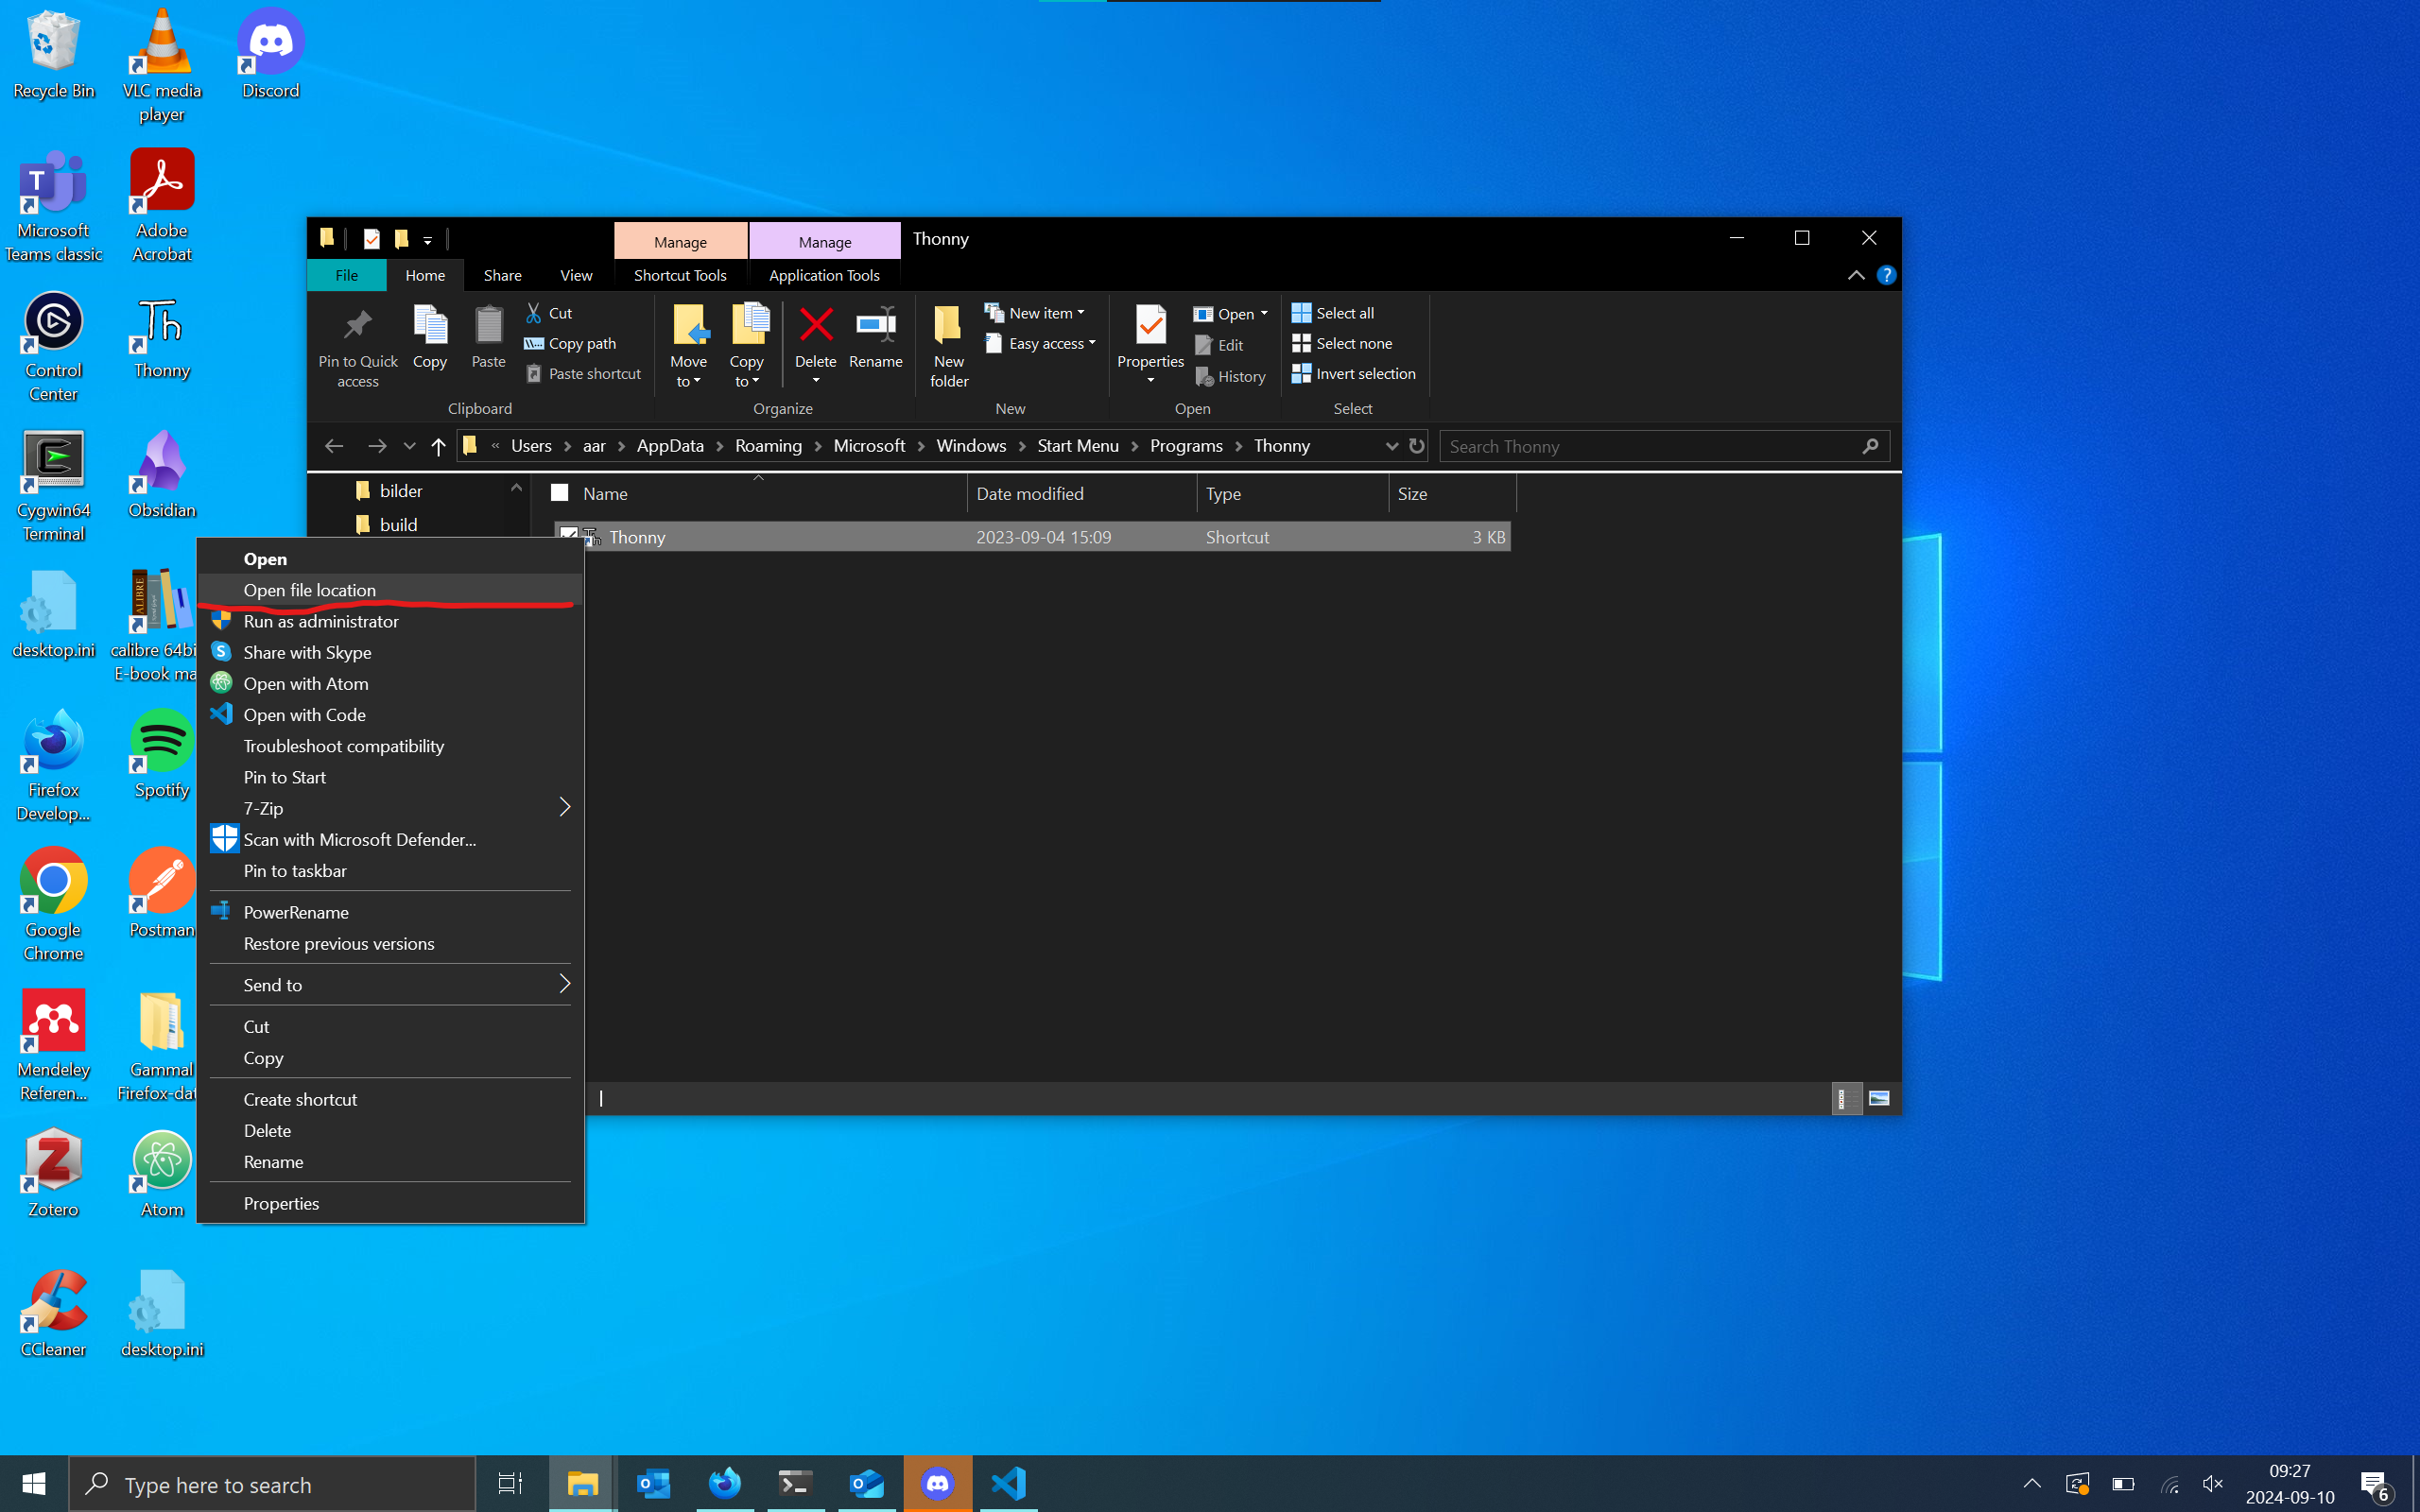 Recycle Bin
VLC media
player
Discord
Microsoft
Teams classic
Adobe
Acrobat
Control
Center
Thonny
Cygwin64
Terminal
Obsidian
desktop.ini
calibre 64bi
E-book ma
Firefox
Develop...
Spotify
Google
Chrome
Postman
Mendeley
Referen...
Gammal
Firefox-dat
Zotero
Atom
CCleaner
desktop.ini
Manage
Manage
Thonny
File
Home
Share
View
Shortcut Tools
Application Tools
Pin to Quick
access
Copy
Paste
Cut
Copy path
Paste shortcut
Clipboard
Move
to
Copy
to
Delete
Rename
Organize
New
folder
New item
Easy access
New
Properties
Open
Edit
History
Open
Select all
Select none
Invert selection
Select
« Users > aar > AppData > Roaming > Microsoft > Windows > Start Menu > Programs > Thonny
Search Thonny
bilder
build
Name
Date modified
Type
Size
Thonny
2023-09-04 15:09
Shortcut
3 KB
Open
Open file location
Run as administrator
Share with Skype
Open with Atom
Open with Code
Troubleshoot compatibility
Pin to Start
7-Zip
Scan with Microsoft Defender...
Pin to taskbar
PowerRename
Restore previous versions
Send to
Cut
Copy
Create shortcut
Delete
Rename
Properties
Type here to search
09:27
2024-09-10
6